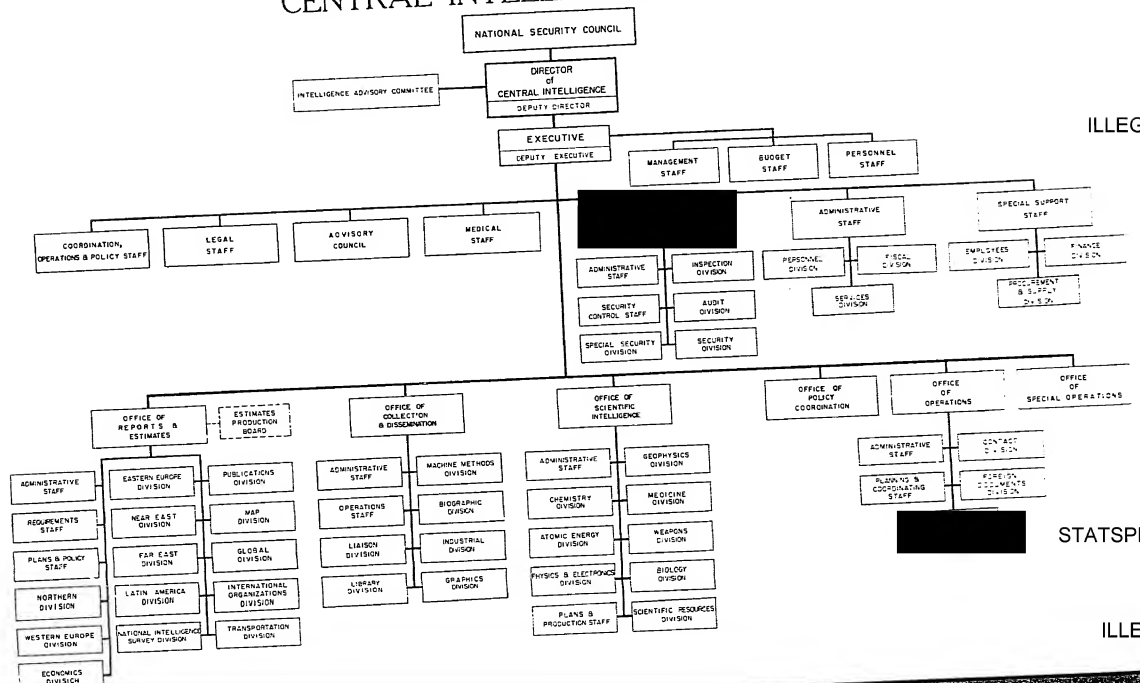 CENTRAL
NATIONAL SECURITY COUNCIL
DIRECTOR
of
CENTRAL INTELLIGENCE
DEPUTY DIRECTOR
INTELLIGENCE ADVISORY COMMITTEE
EXECUTIVE
DEPUTY EXECUTIVE
ILLEG
MANAGEMENT
STAFF
BUDGET
STAFF
PERSONNEL
STAFF
COORDINATION,
OPERATIONS & POLICY STAFF
LEGAL
STAFF
ADVISORY
COUNCIL
MEDICAL
STAFF
ADMINISTRATIVE
STAFF
SPECIAL SUPPORT
STAFF
ADMINISTRATIVE
STAFF
INSPECTION
DIVISION
SECURITY
CONTROL STAFF
AUDIT
DIVISION
SPECIAL SECURITY
DIVISION
SECURITY
DIVISION
PERSONNEL
DIVISION
FISCAL
DIVISION
SERVICES
DIVISION
EMPLOYEES
DIVISION
FINANCE
DIVISION
PROCUREMENT
& SUPPLY
DIVISION
OFFICE OF
REPORTS &
ESTIMATES
ESTIMATES
PRODUCTION
BOARD
OFFICE OF
COLLECTION
& DISSEMINATION
OFFICE OF
SCIENTIFIC
INTELLIGENCE
OFFICE OF
POLICY
COORDINATION
OFFICE
OF
OPERATIONS
OFFICE
OF
SPECIAL OPERATIONS
ADMINISTRATIVE
STAFF
EASTERN EUROPE
DIVISION
PUBLICATIONS
DIVISION
REQUIREMENTS
STAFF
NEAR EAST
DIVISION
MAP
DIVISION
PLANS & POLICY
STAFF
FAR EAST
DIVISION
GLOBAL
DIVISION
NORTHERN
DIVISION
LATIN AMERICA
DIVISION
INTERNATIONAL
ORGANIZATIONS
DIVISION
WESTERN EUROPE
DIVISION
NATIONAL INTELLIGENCE
SURVEY DIVISION
TRANSPORTATION
DIVISION
ECONOMICS
DIVISION
ADMINISTRATIVE
STAFF
MACHINE METHODS
DIVISION
OPERATIONS
STAFF
BIOGRAPHIC
DIVISION
LIAISON
DIVISION
INDUSTRIAL
DIVISION
LIBRARY
DIVISION
GRAPHICS
DIVISION
ADMINISTRATIVE
STAFF
GEOPHYSICS
DIVISION
CHEMISTRY
DIVISION
MEDICINE
DIVISION
ATOMIC ENERGY
DIVISION
WEAPONS
DIVISION
PHYSICS & ELECTRONICS
DIVISION
BIOLOGY
DIVISION
PLANS &
PRODUCTION STAFF
SCIENTIFIC RESOURCES
DIVISION
ADMINISTRATIVE
STAFF
CONTACT
DIVISION
PLANNING &
COORDINATING
STAFF
FOREIGN
DOCUMENTS
DIVISION
STATSP
ILLE